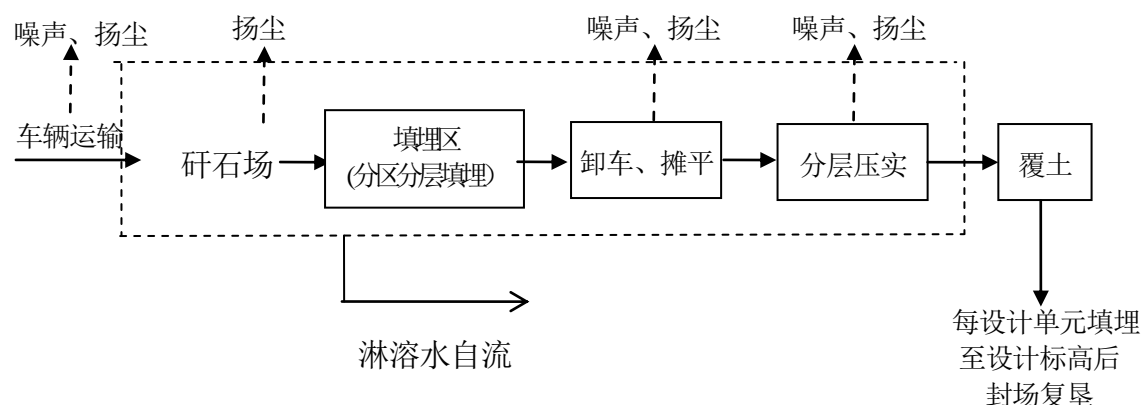 噪声、扬尘
扬尘
噪声、扬尘
噪声、扬尘
车辆运输
矸石场
填埋区
(分区分层填埋)
卸车、摊平
分层压实
覆土
淋溶水自流
每设计单元填埋
至设计标高后
封场复垦